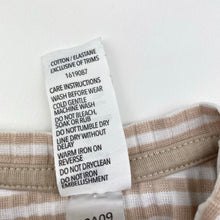 COTTON / ELASTANE
EXCLUSIVE OF TRIMS
1619087
CARE INSTRUCTIONS
WASH BEFORE WEAR
COLD GENTLE
MACHINE WASH
DO NOT BLEACH,
SOAK OR RUB
DO NOT TUMBLE DRY
LINE DRY WITHOUT
DELAY
WARM IRON ON
REVERSE
DO NOT DRYCLEAN
DO NOT IRON
EMBELLISHMENT